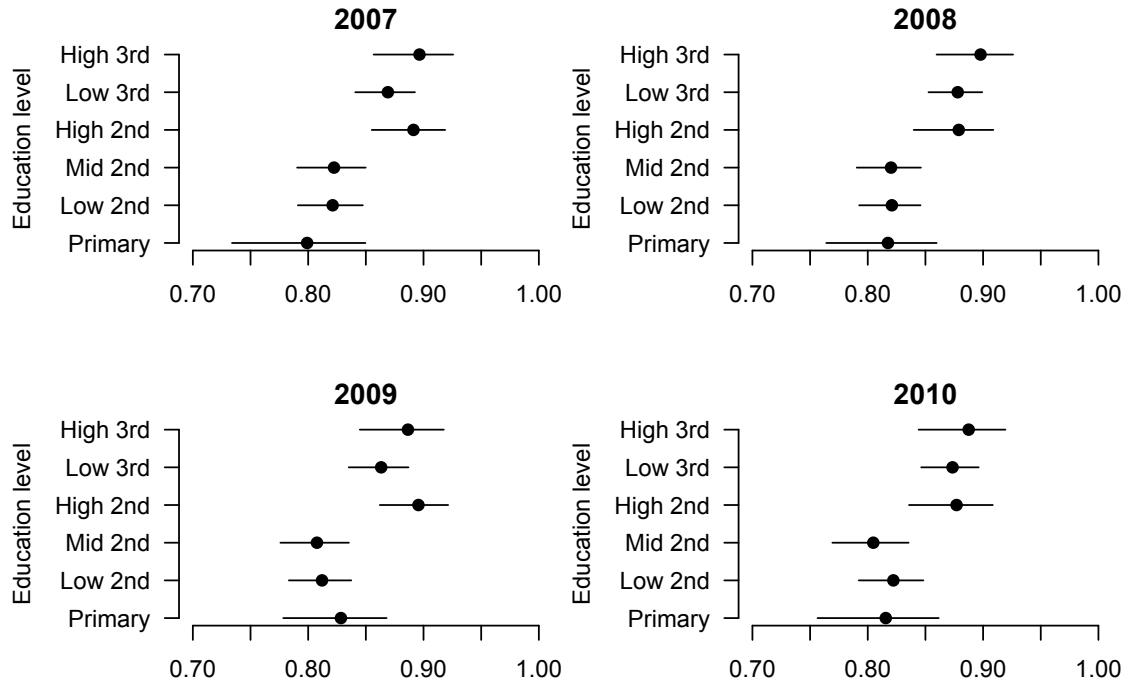 2007
Education level
High 3rd
Low 3rd
High 2nd
Mid 2nd
Low 2nd
Primary
0.70 0.80 0.90 1.00
2008
Education level
High 3rd
Low 3rd
High 2nd
Mid 2nd
Low 2nd
Primary
0.70 0.80 0.90 1.00
2009
Education level
High 3rd
Low 3rd
High 2nd
Mid 2nd
Low 2nd
Primary
0.70 0.80 0.90 1.00
2010
Education level
High 3rd
Low 3rd
High 2nd
Mid 2nd
Low 2nd
Primary
0.70 0.80 0.90 1.00